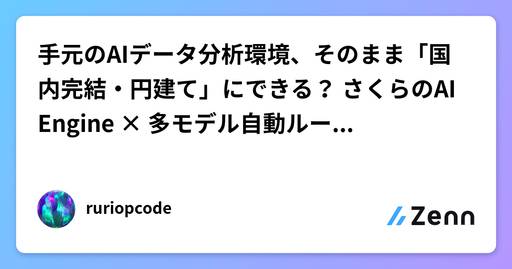 手元のAIデータ分析環境、そのまま「国
内完結・円建て」にできる？ さくらのAI
Engine × 多モデル自動ルー...
ruriopcode
Zenn